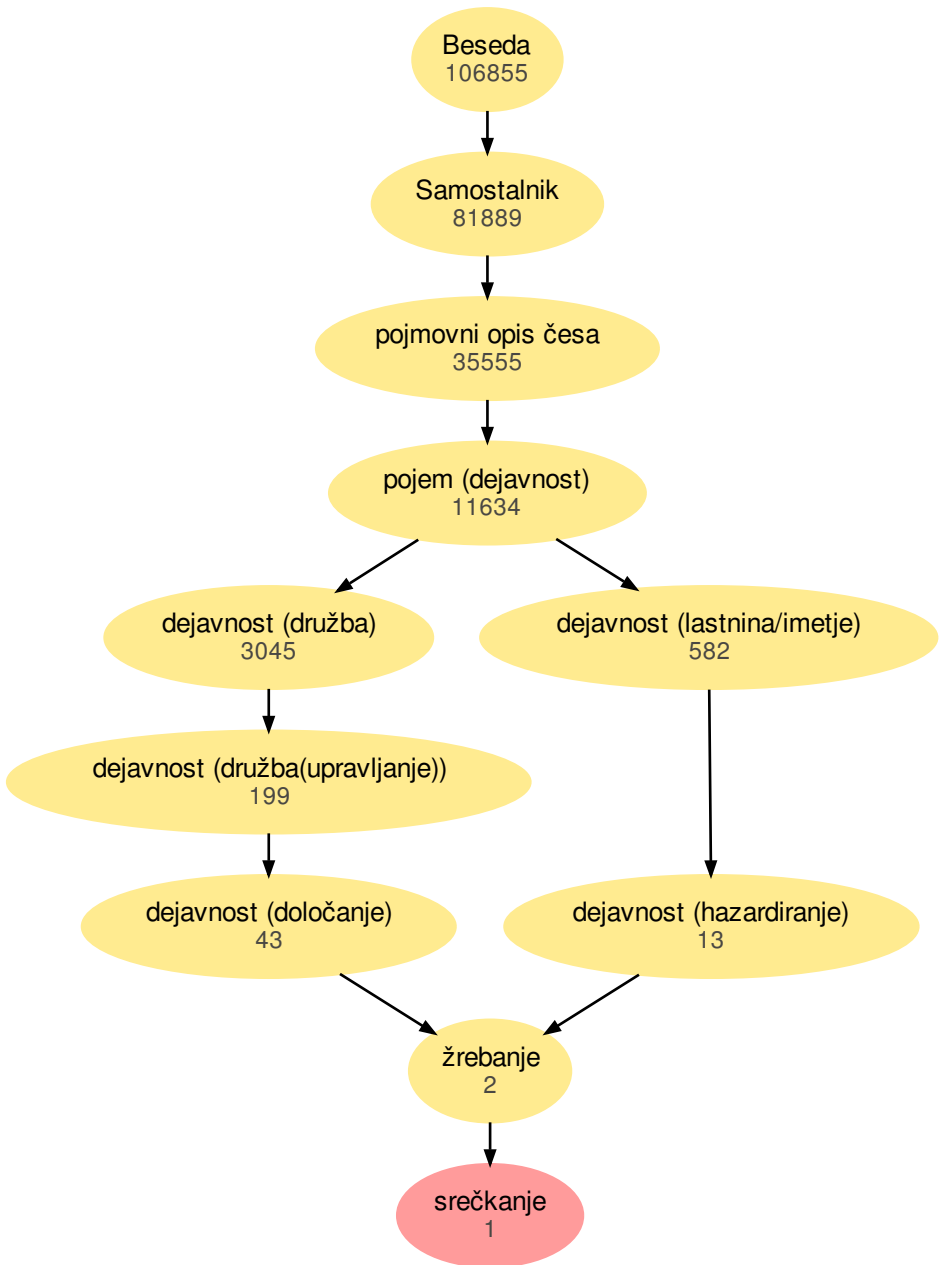 Beseda
106855
Samostalnik
81889
pojmovni opis česa
35555
pojem (dejavnost)
11634
dejavnost (družba)
3045
dejavnost (lastnina/imetje)
582
dejavnost (družba(upravljanje))
199
dejavnost (določanje)
43
dejavnost (hazardiranje)
13
žrebanje
2
srečkanje
1